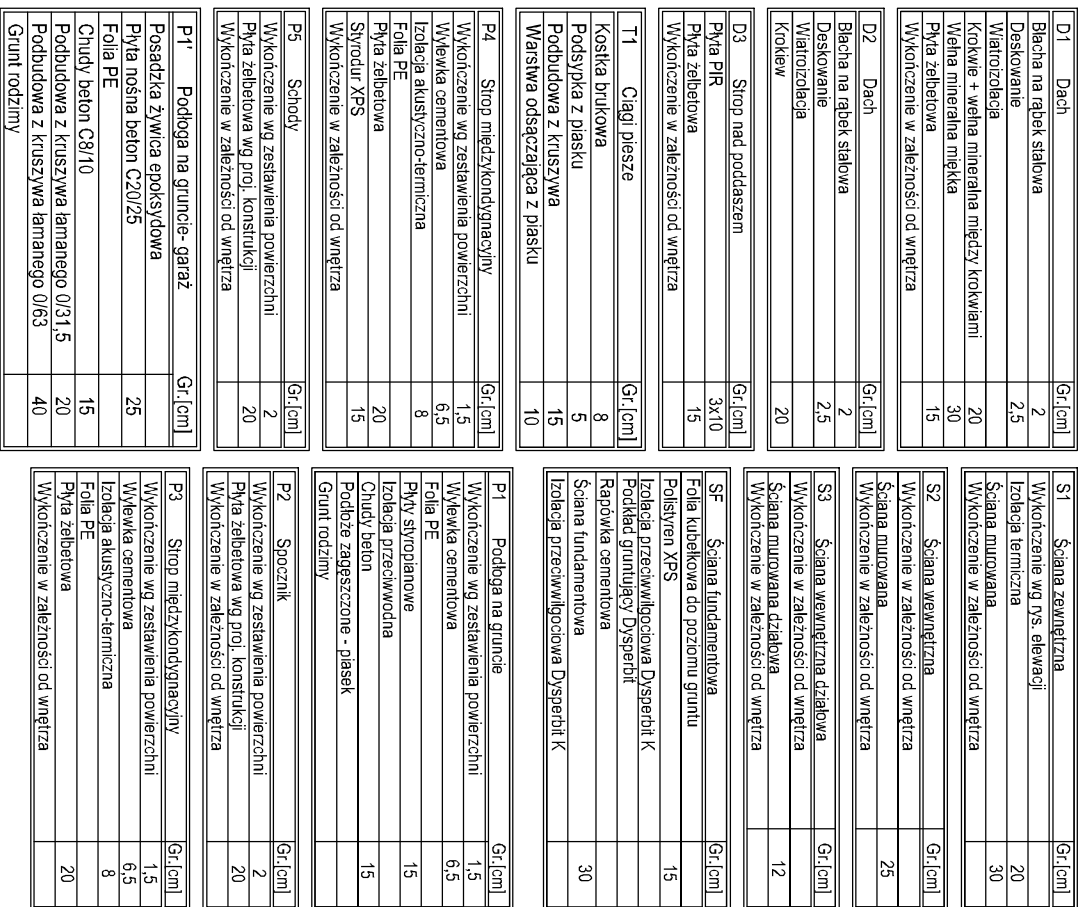 D1 Dach Gr.[cm]
Blacha na rąbek stalowa 2
Deskowanie 2,5
Wiatroizolacja
Krokwie + wełna mineralna między krokwiami 20
Wełna mineralna miękka 30
Płyta żelbetowa 15
Wykończenie w zależności od wnętrza
D2 Dach Gr.[cm]
Blacha na rąbek stalowa 2
Deskowanie 2,5
Wiatroizolacja
Krokiew 20
D3 Strop nad poddaszem Gr.[cm]
Płyta PIR 3x10
Płyta żelbetowa 15
Wykończenie w zależności od wnętrza
T1 Ciągi piesze Gr.[cm]
Kostka brukowa 8
Podsypka z piasku 5
Podbudowa z kruszywa 15
Warstwa odsączająca z piasku 10
P4 Strop międzykondygnacyjny Gr.[cm]
Wykończenie wg zestawienia powierzchni 1,5
Wylewka cementowa 6,5
Izolacja akustyczno-termiczna 8
Folia PE
Płyta żelbetowa 20
Styrodur XPS 15
Wykończenie w zależności od wnętrza
P5 Schody Gr.[cm]
Wykończenie wg zestawienia powierzchni 2
Płyta żelbetowa wg proj. konstrukcji 20
Wykończenie w zależności od wnętrza
P1' Podłoga na gruncie- garaż Gr.[cm]
Posadzka żywica epoksydowa
Płyta nośna beton C20/25 25
Folia PE
Chudy beton C8/10 15
Podbudowa z kruszywa łamanego 0/31,5 20
Podbudowa z kruszywa łamanego 0/63 40
Grunt rodzimy
S1 Ściana zewnętrzna Gr.[cm]
Wykończenie wg rys. elewacji
Izolacja termiczna 20
Ściana murowana 30
Wykończenie w zależności od wnętrza
S2 Ściana wewnętrzna Gr.[cm]
Wykończenie w zależności od wnętrza
Ściana murowana 25
Wykończenie w zależności od wnętrza
S3 Ściana wewnętrzna działowa Gr.[cm]
Wykończenie w zależności od wnętrza
Ściana murowana działowa 12
Wykończenie w zależności od wnętrza
SF Ściana fundamentowa Gr.[cm]
Folia kubełkowa do poziomu gruntu
Polistyren XPS 15
Izolacja przeciwwilgociowa Dysperbit K
Podkład gruntujący Dysperbit
Rapówka cementowa
Ściana fundamentowa 30
Izolacja przeciwwilgociowa Dysperbit K
P1 Podłoga na gruncie Gr.[cm]
Wykończenie wg zestawienia powierzchni 1,5
Wylewka cementowa 6,5
Folia PE
Płyty styropianowe 15
Izolacja przeciwwodna
Chudy beton 15
Podłoże zagęszczone - piasek
Grunt rodzimy
P2 Spocznik Gr.[cm]
Wykończenie wg zestawienia powierzchni 2
Płyta żelbetowa wg proj. konstrukcji 20
Wykończenie w zależności od wnętrza
P3 Strop międzykondygnacyjny Gr.[cm]
Wykończenie wg zestawienia powierzchni 1,5
Wylewka cementowa 6,5
Izolacja akustyczno-termiczna 8
Folia PE
Płyta żelbetowa 20
Wykończenie w zależności od wnętrza